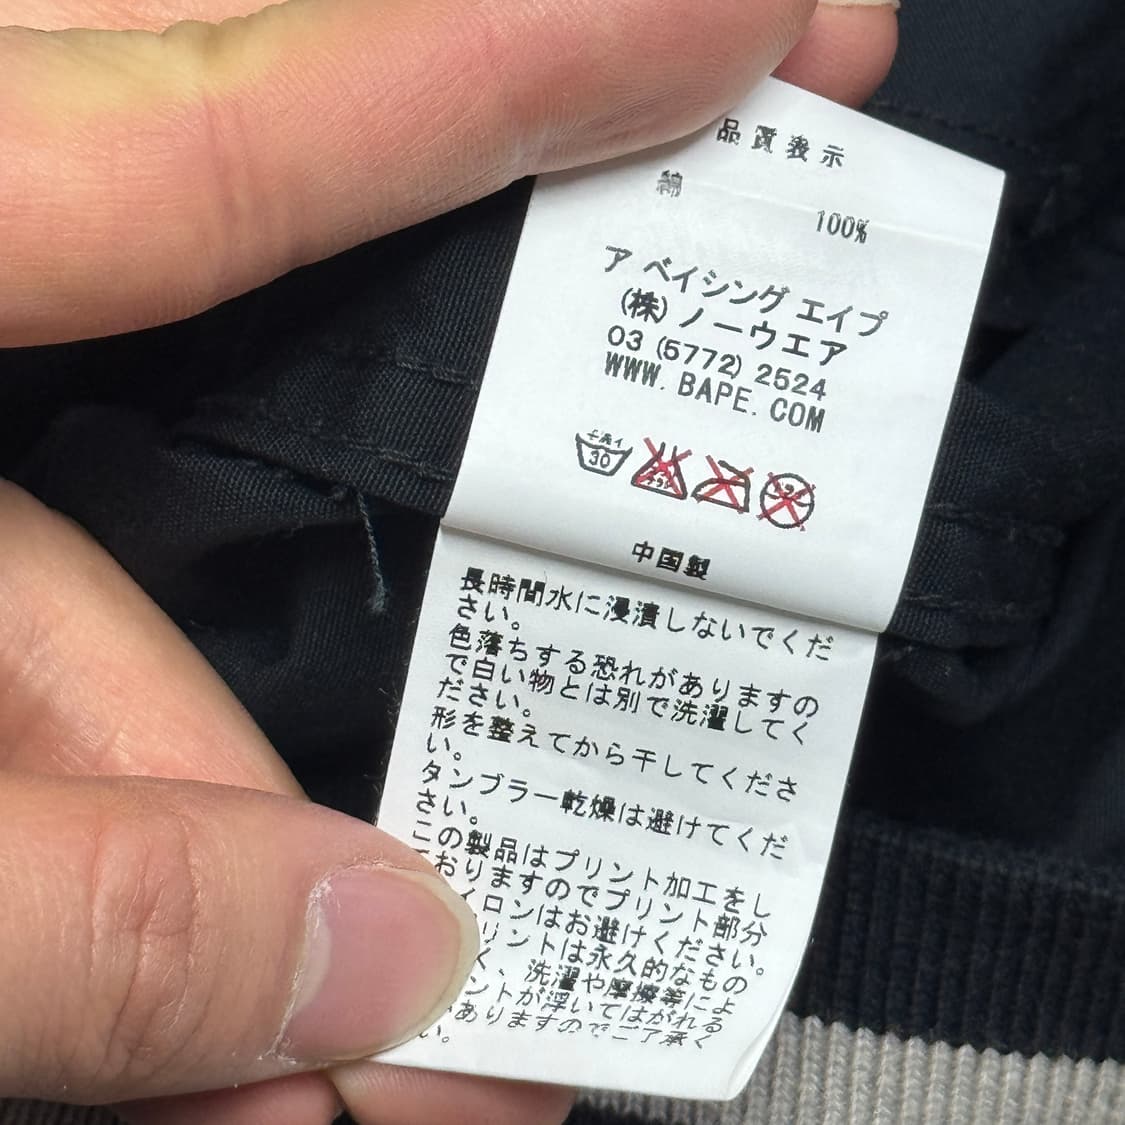 品質表示
綿
100%
ア ベイシング エイプ
(株) ノーウエア
03 (5772) 2524
WWW. BAPE. COM
30
中国製
長時間水に浸漬しないでくだ
さい。
色落ちする恐れがありますの
で白い物とは別で洗濯してく
ださい。
形を整えてから干してくださ
い。
タンブラー乾燥は避けてくだ
さい。
この製品はプリント加工をし
おりますのでプリント部分
イロンはお避けください。
リントは永久的なもの
く、洗濯や摩擦等によ
ントが浮いてはがれる
ありますのでご了承く
い。